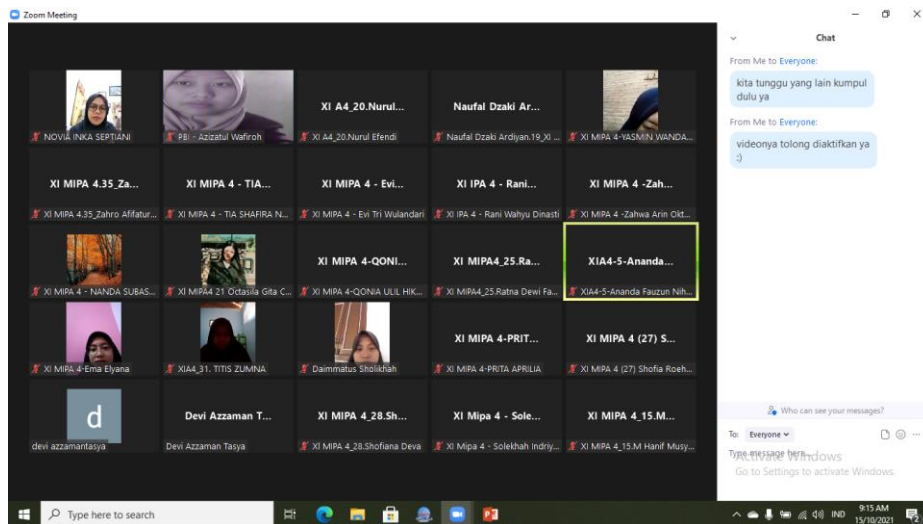 Zoom Meeting
Chat
From Me to Everyone:
kita tunggu yang lain kumpul
dulu ya
From Me to Everyone:
videonya tolong diaktifkan ya
:)
NOVIA INKA SEPTIANI
PBI - Azizatul Wafiroh
XI A4_20.Nurul...
XI A4_20.Nurul Efendi
Naufal Dzaki Ar...
Naufal Dzaki Ardiyan.19_XI ...
XI MIPA 4-YASMIN WANDA...
XI MIPA 4.35_Za...
XI MIPA 4.35_Zahro Afifatur...
XI MIPA 4 - TIA...
XI MIPA 4 - TIA SHAFIRA N...
XI MIPA 4 - Evi...
XI MIPA 4 - Evi Tri Wulandari
XI IPA 4 - Rani...
XI IPA 4 - Rani Wahyu Dinasti
XI MIPA 4 -Zah...
XI MIPA 4 -Zahwa Arin Okt...
XI MIPA 4 - NANDA SUBAS...
XI MIPA4 21 Octasila Gita C...
XI MIPA 4-QONI...
XI MIPA 4-QONIA ULIL HIK...
XI MIPA4_25.Ra...
XI MIPA4_25.Ratna Dewi Fa...
XIA4-5-Ananda...
XIA4-5-Ananda Fauzun Nih...
XI MIPA 4-Ema Elyana
XIA4_31. TITIS ZUMNA
Daimmatus Sholikhah
XI MIPA 4-PRIT...
XI MIPA 4-PRITA APRILIA
XI MIPA 4 (27) S...
XI MIPA 4 (27) Shofia Roeh...
d
devi azzamantasya
Devi Azzaman T...
Devi Azzaman Tasya
XI MIPA 4_28.Sh...
XI MIPA 4_28.Shofiana Deva
XI Mipa 4 - Sole...
XI Mipa 4 - Solekhah Indriy...
XI MIPA 4_15.M...
XI MIPA 4_15.M Hanif Musy...
Who can see your messages?
To: Everyone
Type message here...
Activate Windows
Go to Settings to activate Windows.
Type here to search
IND
9:15 AM
15/10/2021